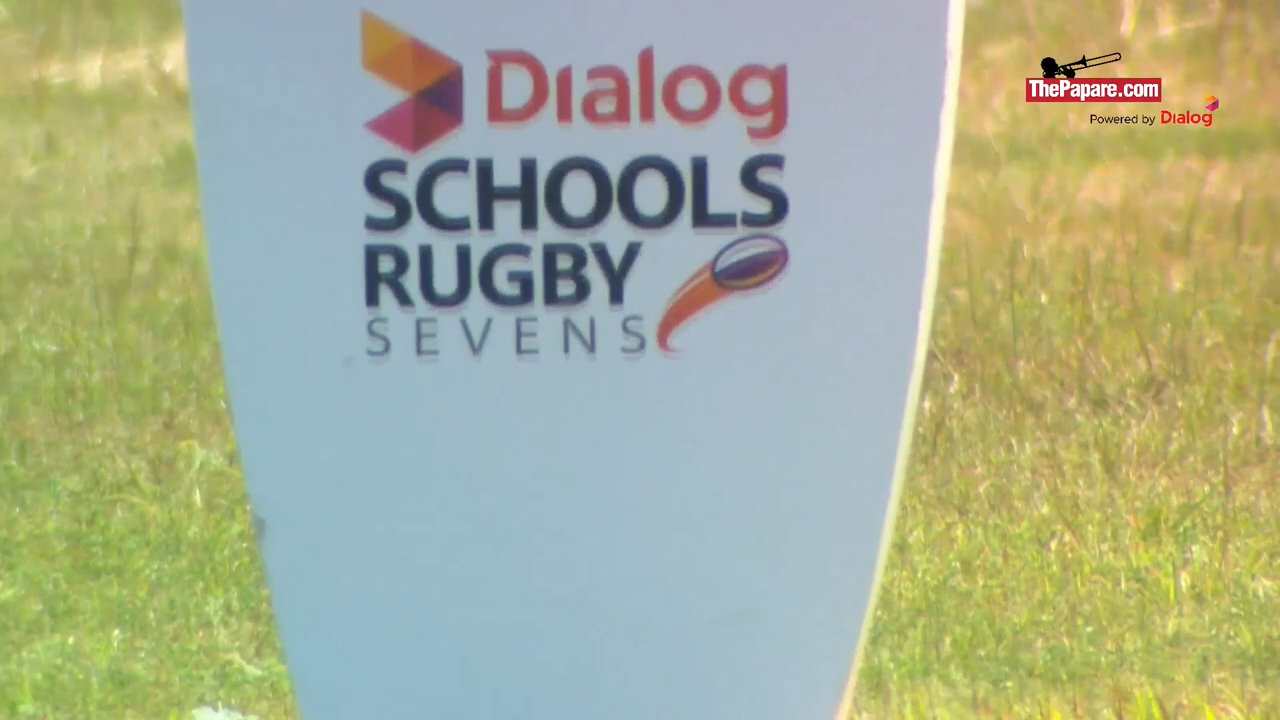 Dialog
SCHOOLS
RUGBY
SEVENS
ThePapare.com
Powered by Dialog